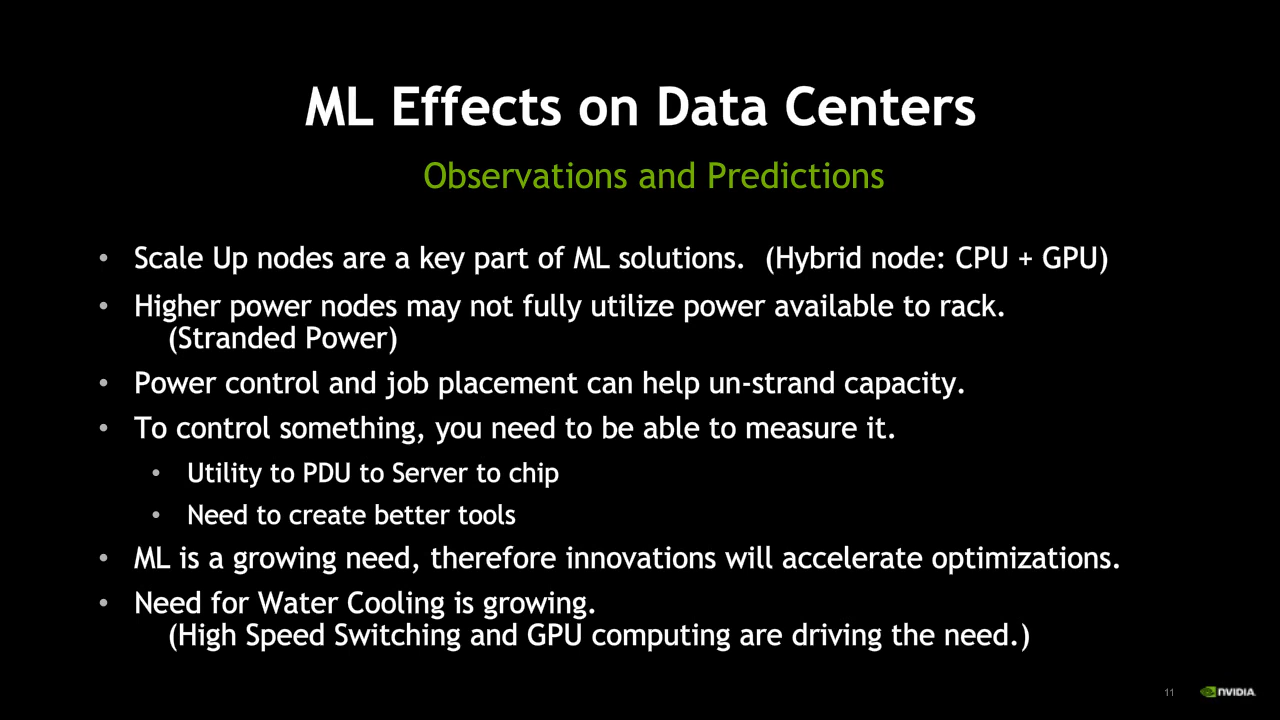 ML Effects on Data Centers
Observations and Predictions
• Scale Up nodes are a key part of ML solutions. (Hybrid node: CPU + GPU)
• Higher power nodes may not fully utilize power available to rack.
(Stranded Power)
• Power control and job placement can help un-strand capacity.
• To control something, you need to be able to measure it.
• Utility to PDU to Server to chip
• Need to create better tools
• ML is a growing need, therefore innovations will accelerate optimizations.
• Need for Water Cooling is growing.
(High Speed Switching and GPU computing are driving the need.)
11 NVIDIA.